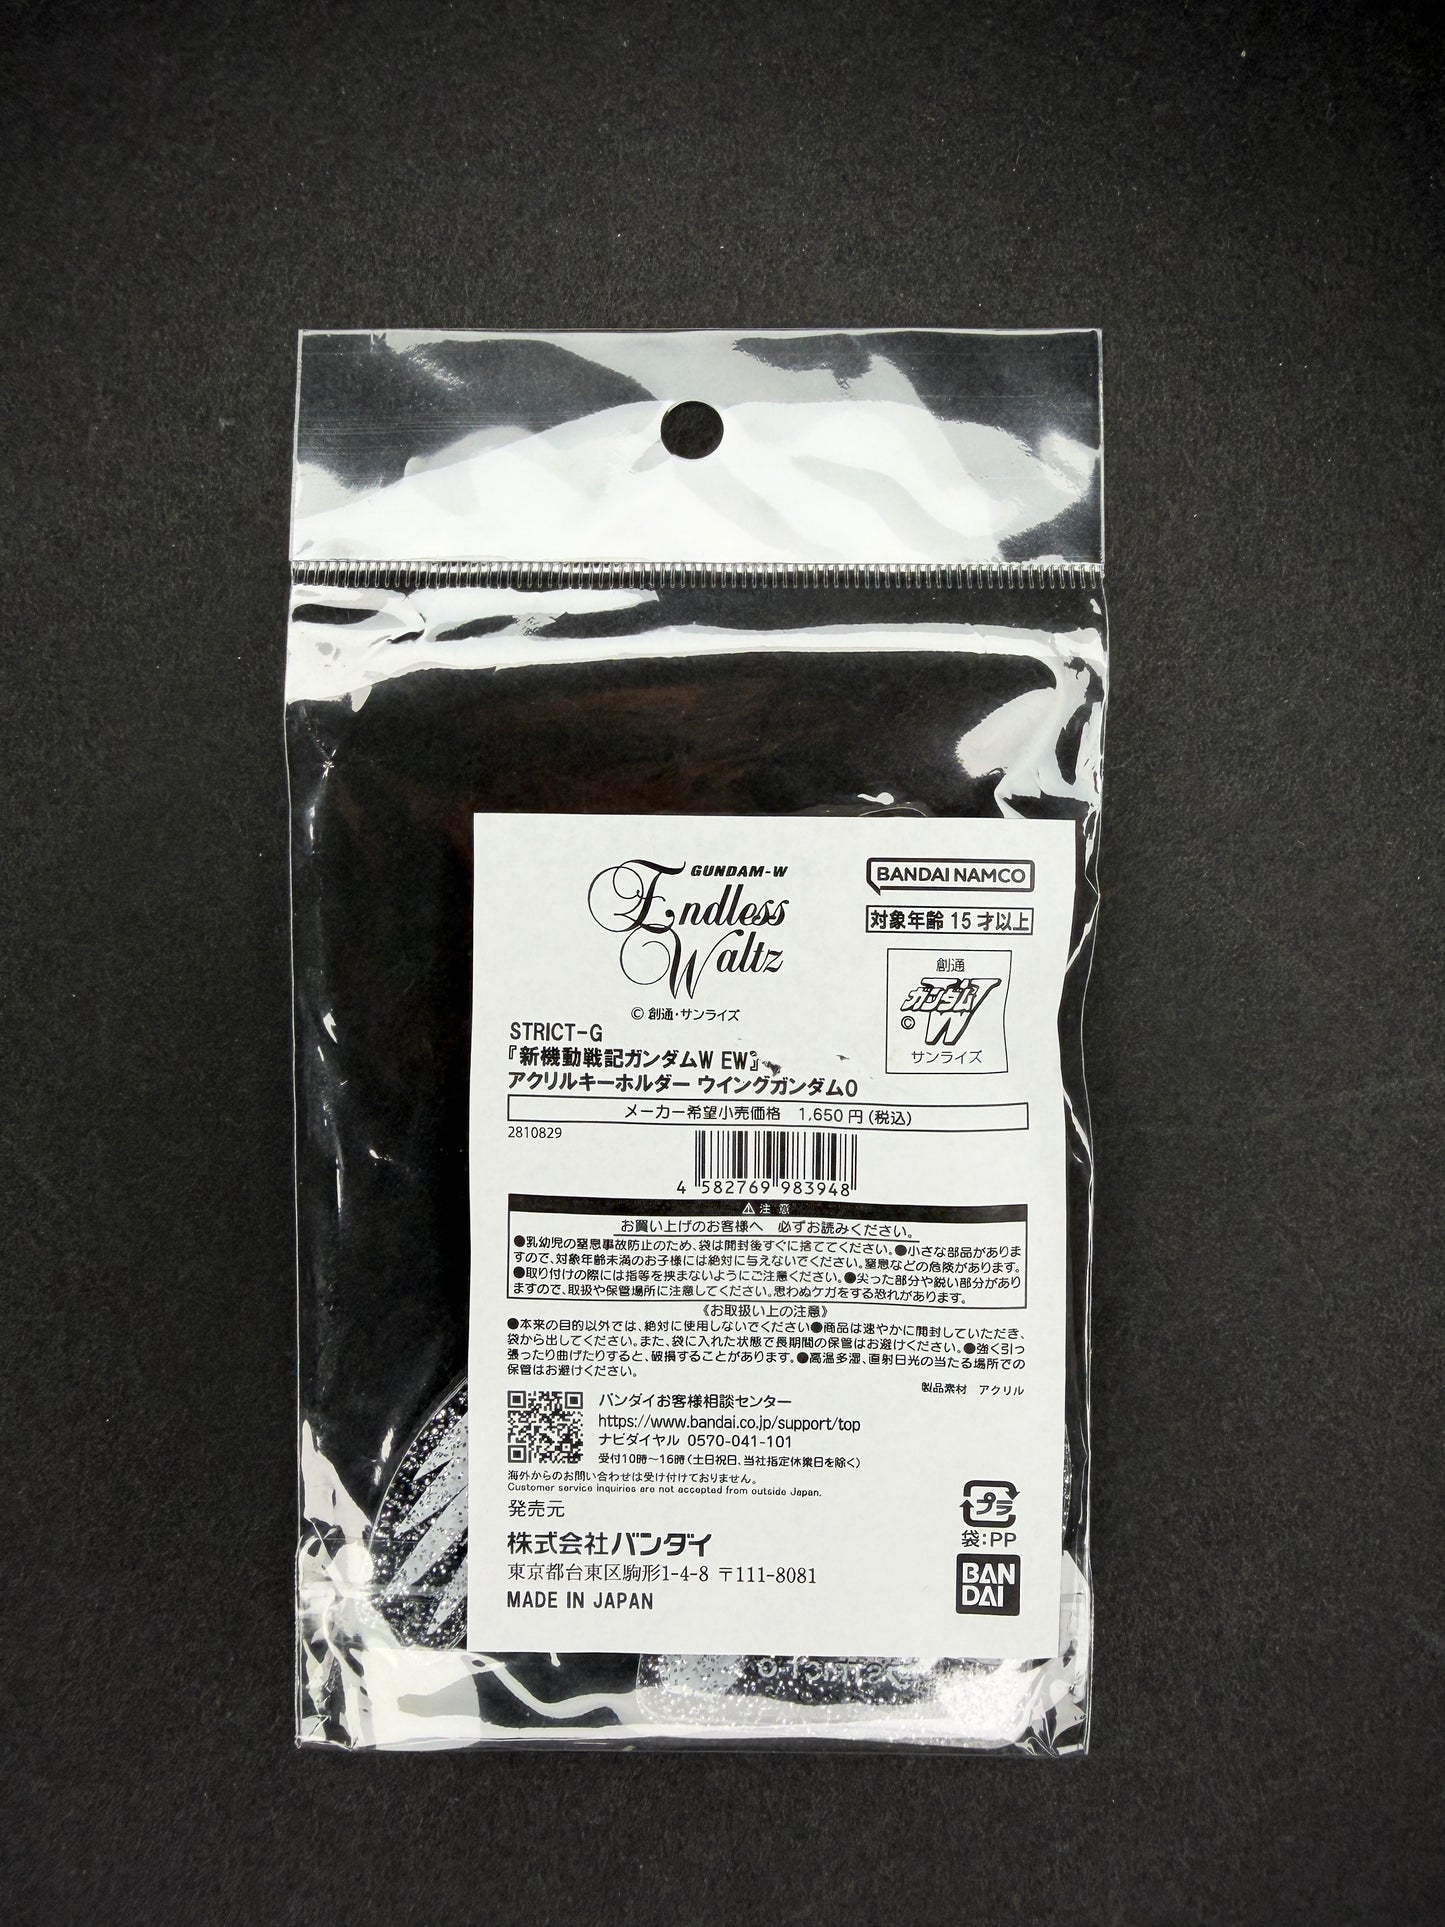 GUNDAM-W
Endless
Waltz
© 創通・サンライズ
BANDAI NAMCO
対象年齢 15 才以上
創通
ガンダム
W
©
サンライズ
STRICT-G
『新機動戦記ガンダムW EW』
アクリルキーホルダー ウイングガンダム0
メーカー希望小売価格 1,650 円 (税込)
2810829
4 582769 983948
⚠ 注 意
お買い上げのお客様へ 必ずお読みください。
●乳幼児の窒息事故防止のため、袋は開封後すぐに捨ててください。●小さな部品がありま
すので、対象年齢未満のお子様には絶対に与えないでください。窒息などの危険があります。
●取り付けの際には指等を挟まないようにご注意ください。●尖った部分や鋭い部分があり
ますので、取扱や保管場所に注意してください。思わぬケガをする恐れがあります。
《お取扱い上の注意》
●本来の目的以外では、絶対に使用しないでください●商品は速やかに開封していただき、
袋から出してください。また、袋に入れた状態で長期間の保管はお避けください。●強く引っ
張ったり曲げたりすると、破損することがあります。●高温多湿、直射日光の当たる場所での
保管はお避けください。
製品素材 アクリル
バンダイお客様相談センター
https://www.bandai.co.jp/support/top
ナビダイヤル 0570-041-101
受付10時〜16時(土日祝日、当社指定休業日を除く)
海外からのお問い合わせは受け付けておりません。
Customer service inquiries are not accepted from outside Japan.
発売元
株式会社バンダイ
東京都台東区駒形1-4-8 〒111-8081
MADE IN JAPAN
プラ
袋:PP
BAN
DAI